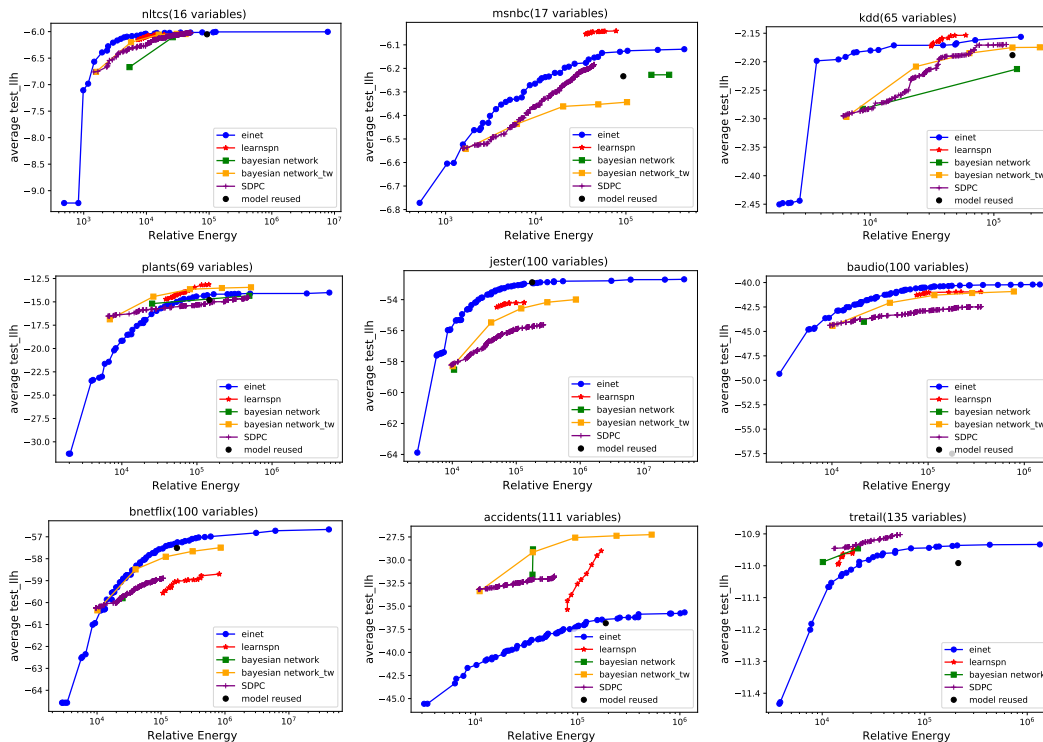 nltcs(16 variables)
average test_llh
−6.0
−6.5
−7.0
−7.5
−8.0
−8.5
−9.0
einet
learnspn
bayesian network
bayesian network_tw
SDPC
model reused
10³ 10⁴ 10⁵ 10⁶ 10⁷
Relative Energy
msnbc(17 variables)
average test_llh
−6.1
−6.2
−6.3
−6.4
−6.5
−6.6
−6.7
−6.8
einet
learnspn
bayesian network
bayesian network_tw
SDPC
model reused
10³ 10⁴ 10⁵
Relative Energy
kdd(65 variables)
average test_llh
−2.15
−2.20
−2.25
−2.30
−2.35
−2.40
−2.45
einet
learnspn
bayesian network
bayesian network_tw
SDPC
model reused
10⁴ 10⁵
Relative Energy
plants(69 variables)
average test_llh
−12.5
−15.0
−17.5
−20.0
−22.5
−25.0
−27.5
−30.0
einet
learnspn
bayesian network
bayesian network_tw
SDPC
model reused
10⁴ 10⁵ 10⁶
Relative Energy
jester(100 variables)
average test_llh
−54
−56
−58
−60
−62
−64
einet
learnspn
bayesian network
bayesian network_tw
SDPC
model reused
10⁴ 10⁵ 10⁶ 10⁷
Relative Energy
baudio(100 variables)
average test_llh
−40.0
−42.5
−45.0
−47.5
−50.0
−52.5
−55.0
−57.5
einet
learnspn
bayesian network
bayesian network_tw
SDPC
model reused
10⁴ 10⁵ 10⁶
Relative Energy
bnetflix(100 variables)
average test_llh
−57
−58
−59
−60
−61
−62
−63
−64
einet
learnspn
bayesian network
bayesian network_tw
SDPC
model reused
10⁴ 10⁵ 10⁶ 10⁷
Relative Energy
accidents(111 variables)
average test_llh
−27.5
−30.0
−32.5
−35.0
−37.5
−40.0
−42.5
−45.0
einet
learnspn
bayesian network
bayesian network_tw
SDPC
model reused
10⁴ 10⁵ 10⁶
Relative Energy
tretail(135 variables)
average test_llh
−10.9
−11.0
−11.1
−11.2
−11.3
−11.4
einet
learnspn
bayesian network
bayesian network_tw
SDPC
model reused
10⁴ 10⁵ 10⁶
Relative Energy